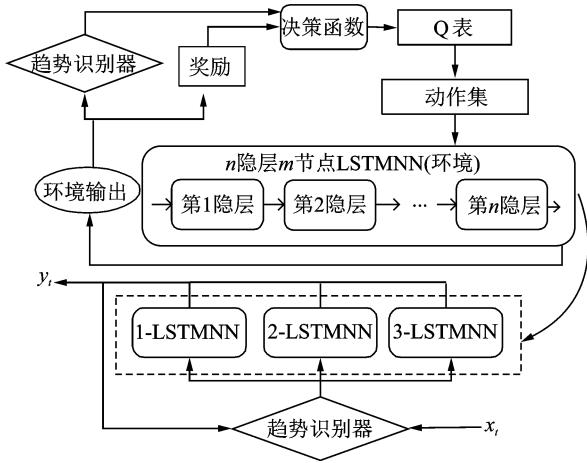 决策函数
Q表
趋势识别器
奖励
动作集
n隐层m节点LSTMNN(环境)
环境输出
第1隐层
第2隐层
...
第n隐层
y_t
1-LSTMNN
2-LSTMNN
3-LSTMNN
趋势识别器
x_t